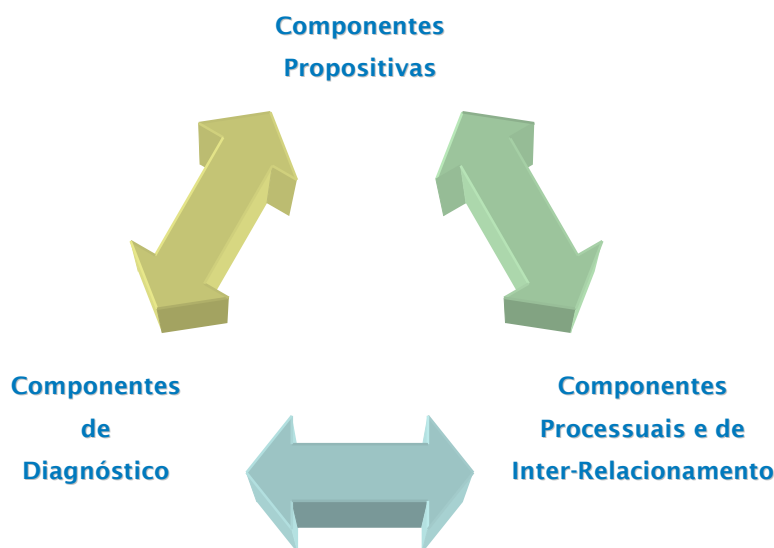 Componentes
Propositivas
Componentes
de
Diagnóstico
Componentes
Processuais e de
Inter-Relacionamento